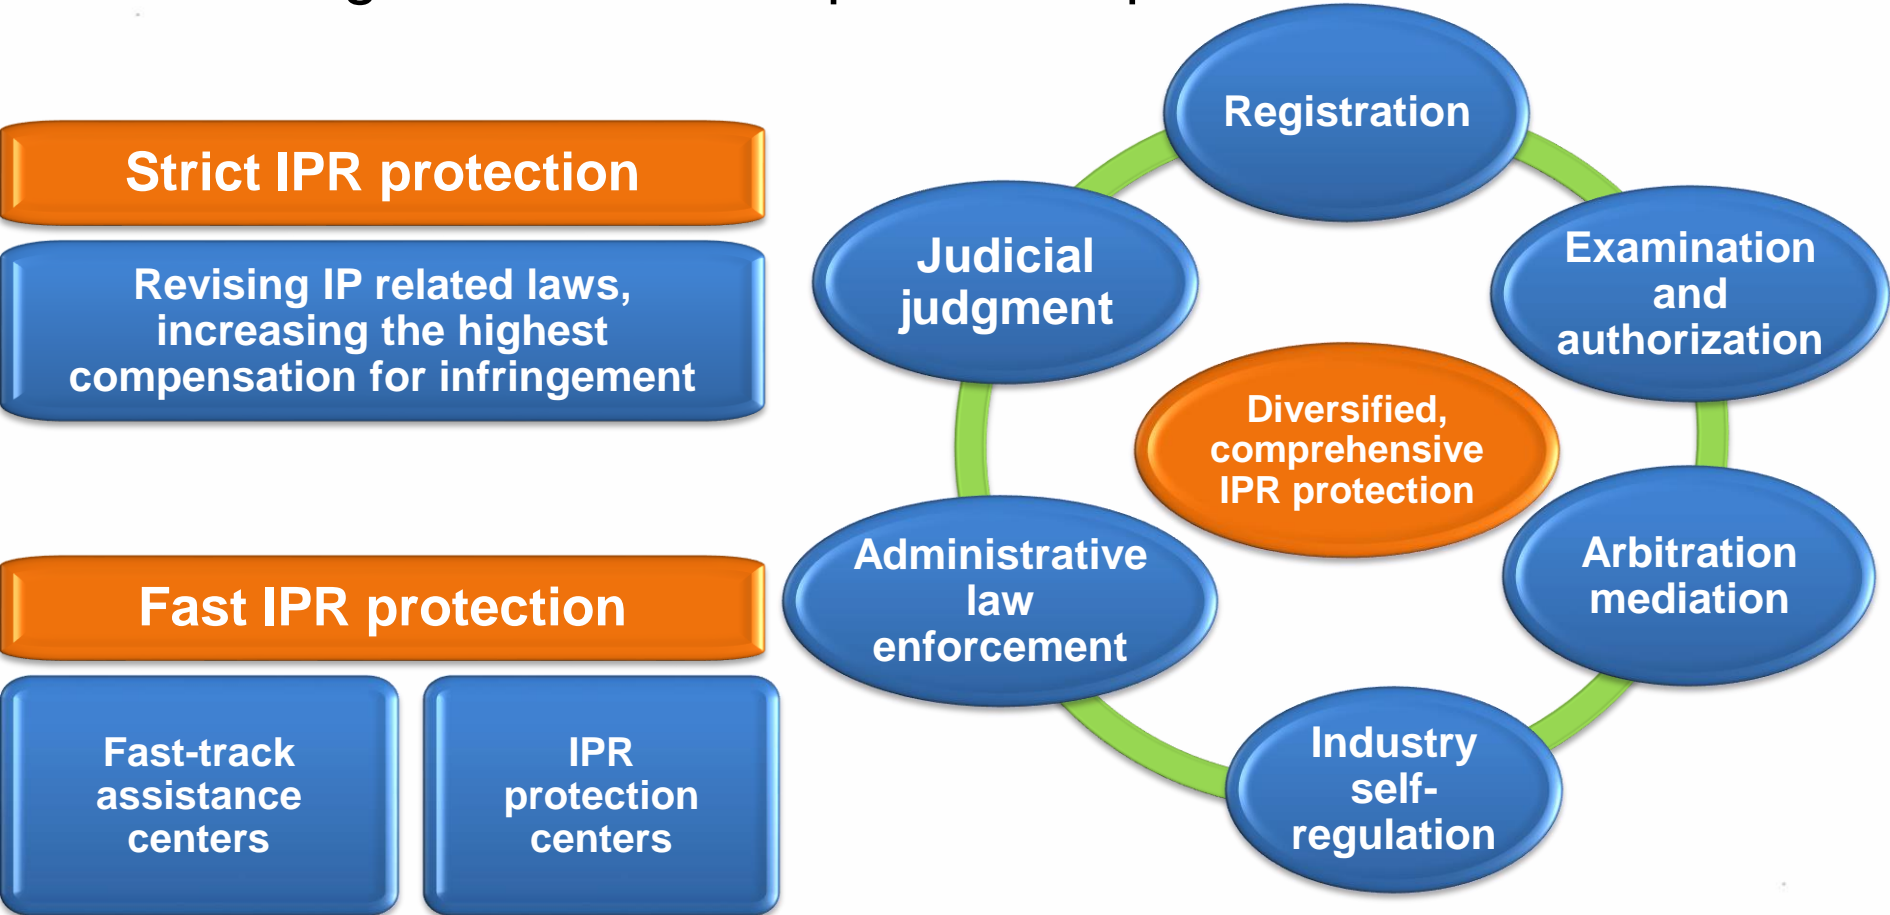 Strict IPR protection
Revising IP related laws,
increasing the highest
compensation for infringement
Fast IPR protection
Fast-track
assistance
centers
IPR
protection
centers
Registration
Examination
and
authorization
Arbitration
mediation
Industry
self-
regulation
Administrative
law
enforcement
Judicial
judgment
Diversified,
comprehensive
IPR protection